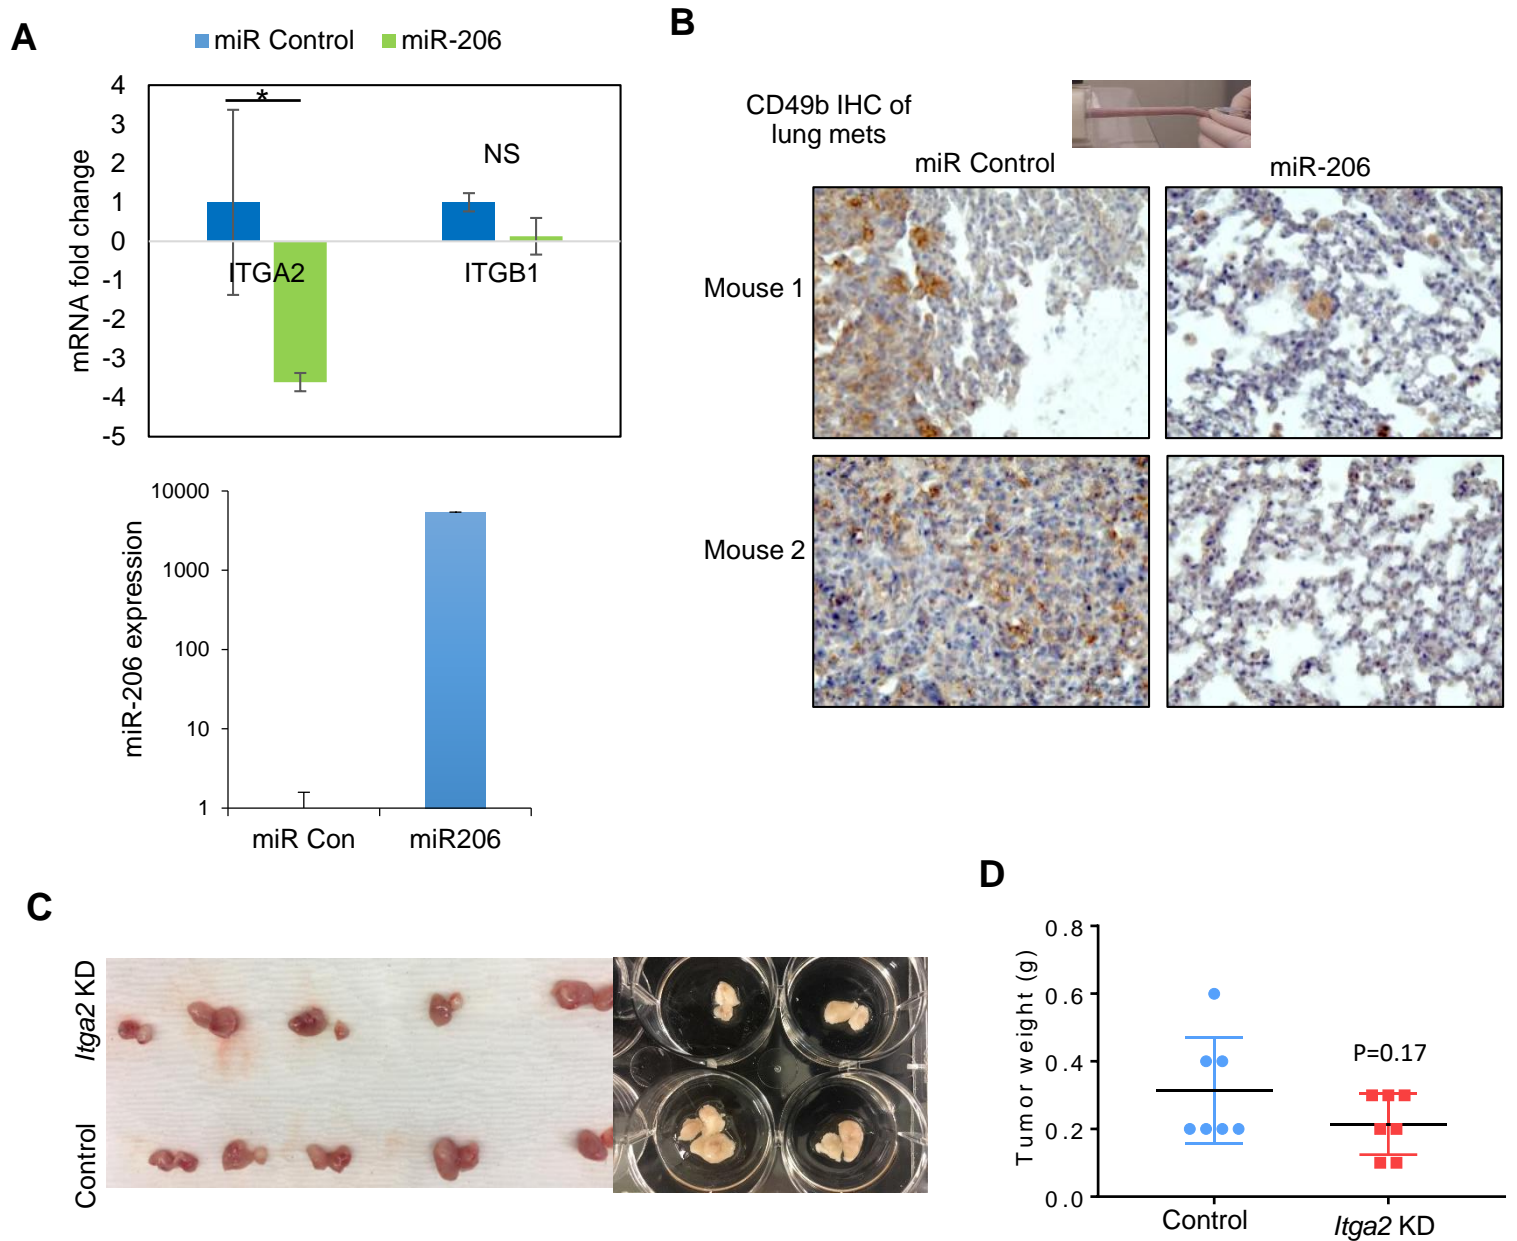 A
miR Control miR-206
4
3
2
1
0
-1
-2
-3
-4
-5
mRNA fold change
*
NS
ITGA2
ITGB1
10000
1000
100
10
1
miR-206 expression
miR Con
miR206
B
CD49b IHC of
lung mets
miR Control
miR-206
Mouse 1
Mouse 2
C
Itga2 KD
Control
D
Tumor weight (g)
0.8
0.6
0.4
0.2
0.0
P=0.17
Control
Itga2 KD